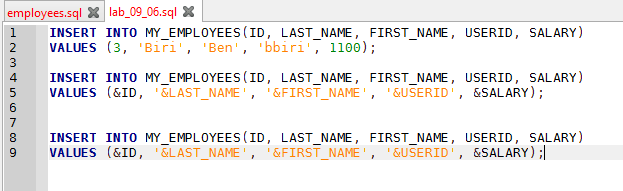 employees.sql lab_09_06.sql
1 INSERT INTO MY_EMPLOYEES(ID, LAST_NAME, FIRST_NAME, USERID, SALARY)
2 VALUES (3, 'Biri', 'Ben', 'bbiri', 1100);
3
4 INSERT INTO MY_EMPLOYEES(ID, LAST_NAME, FIRST_NAME, USERID, SALARY)
5 VALUES (&ID, '&LAST_NAME', '&FIRST_NAME', '&USERID', &SALARY);
6
7
8 INSERT INTO MY_EMPLOYEES(ID, LAST_NAME, FIRST_NAME, USERID, SALARY)
9 VALUES (&ID, '&LAST_NAME', '&FIRST_NAME', '&USERID', &SALARY);